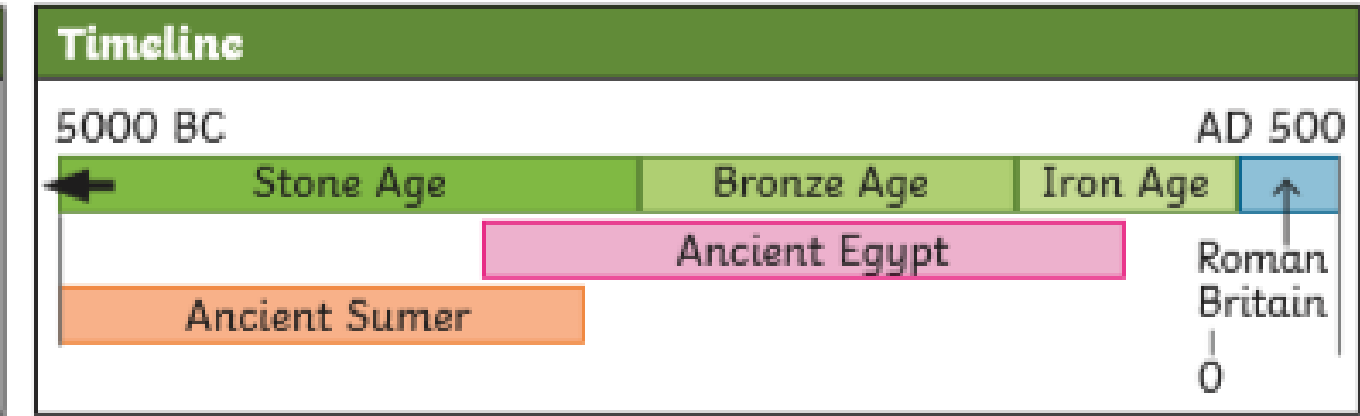 Timeline
5000 BC
AD 500
Stone Age
Bronze Age
Iron Age
Ancient Egypt
Roman
Britain
Ancient Sumer
0